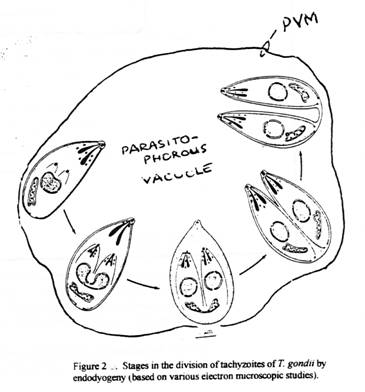 PVM
PARASITO-
PHOROUS
VACUOLE
Figure 2 .. Stages in the division of tachyzoites of T. gondii by
endodyogeny (based on various electron microscopic studies).